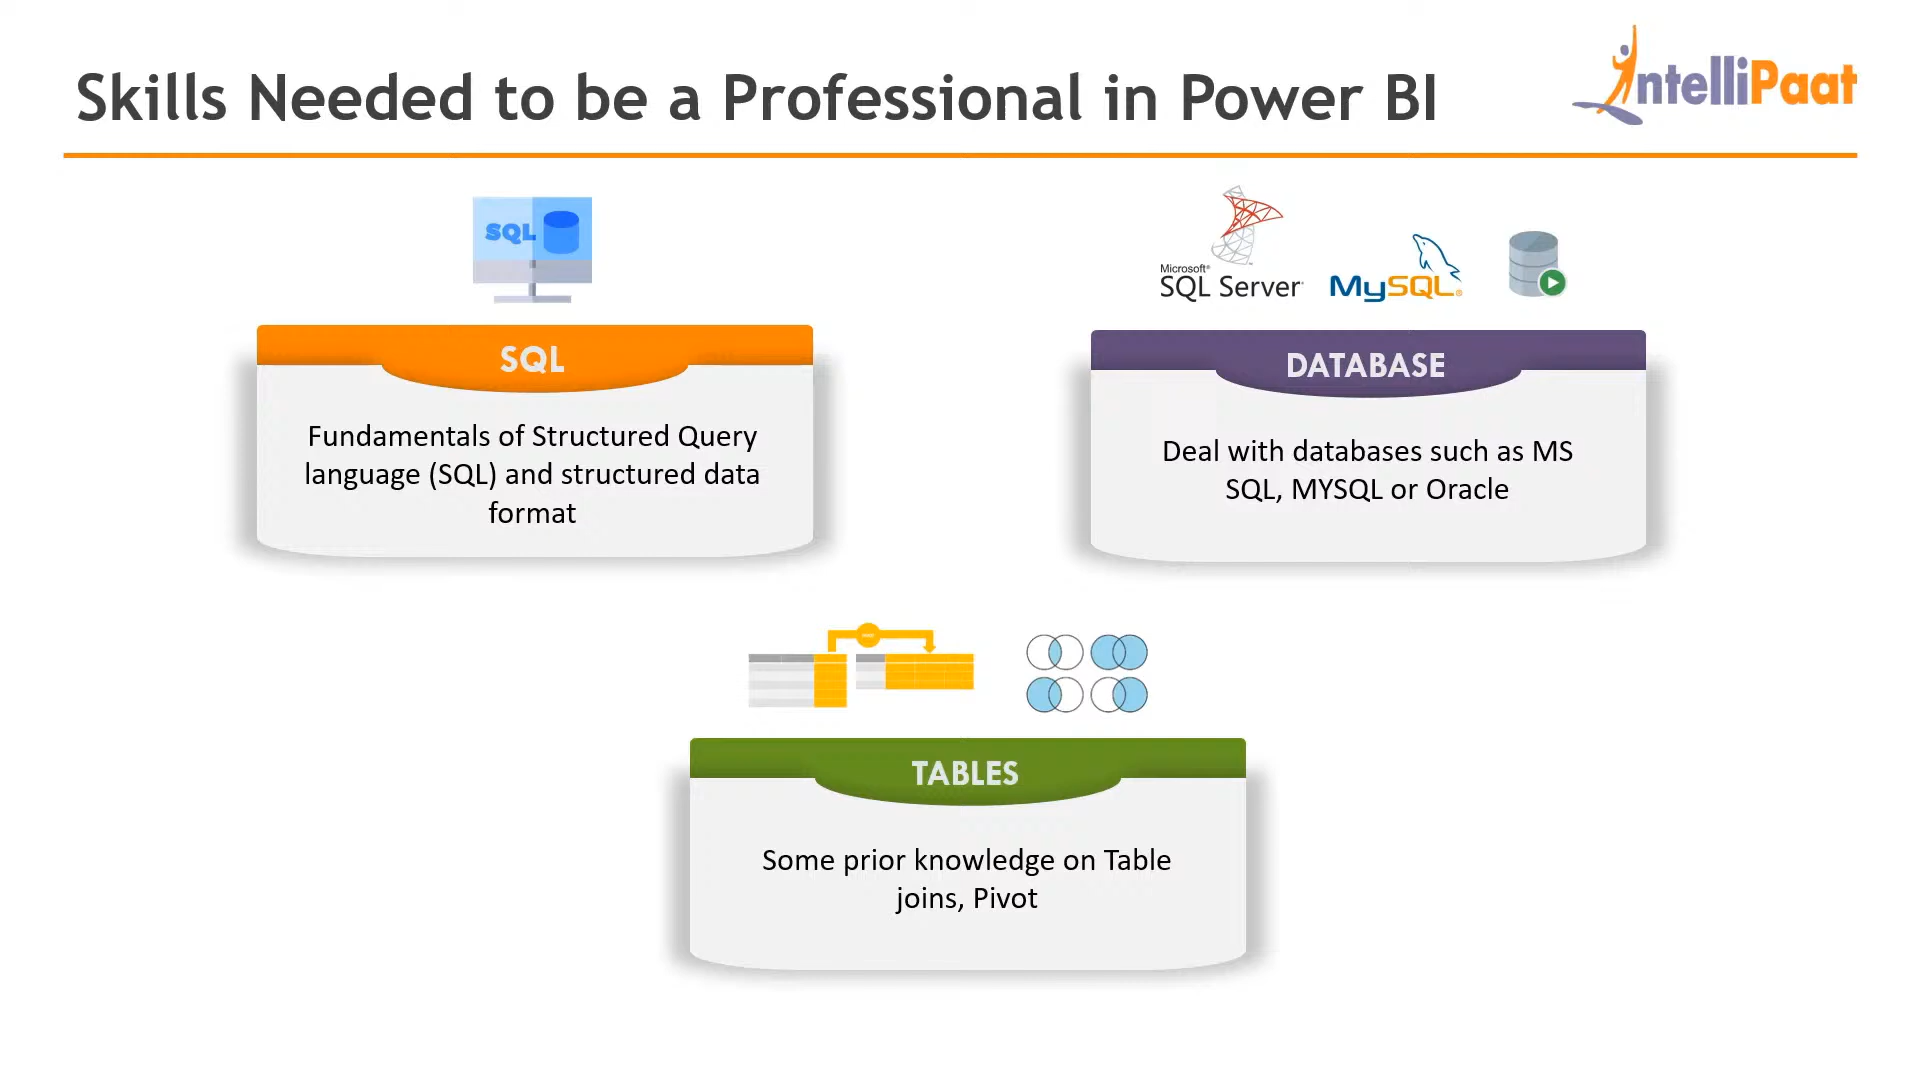 Skills Needed to be a Professional in Power BI
IntelliPaat
SQL
Microsoft®
SQL Server
MySQL®
SQL
Fundamentals of Structured Query
language (SQL) and structured data
format
DATABASE
Deal with databases such as MS
SQL, MYSQL or Oracle
TABLES
Some prior knowledge on Table
joins, Pivot